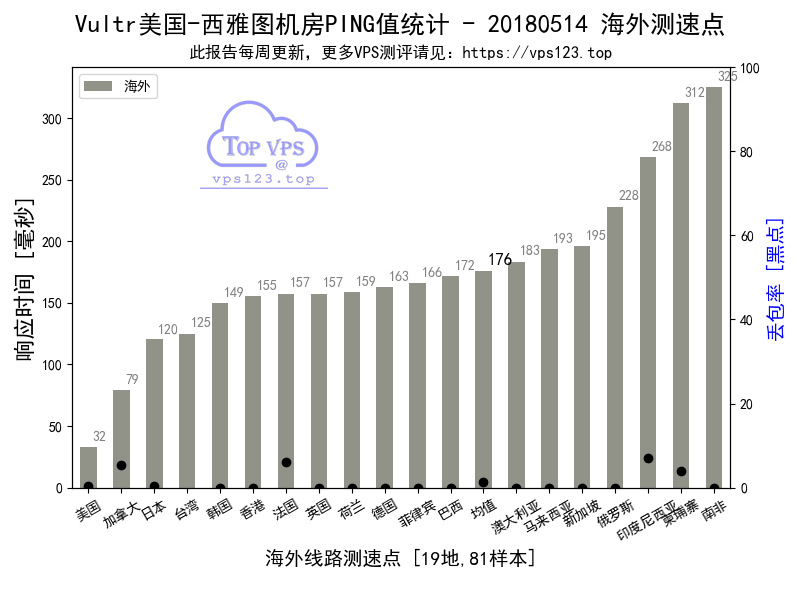 Vultr美国-西雅图机房PING值统计 - 20180514 海外测速点
此报告每周更新，更多VPS测评请见：https://vps123.top
海外
TOP VPS
@
vps123.top
响应时间 [毫秒]
300
250
200
150
100
50
0
32
79
120
125
149
155
157
157
159
163
166
172
176
183
193
195
228
268
312
325
100
80
60
40
20
0
丢包率 [黑点]
美国
加拿大
日本
台湾
韩国
香港
法国
英国
荷兰
德国
菲律宾
巴西
均值
澳大利亚
马来西亚
新加坡
俄罗斯
印度尼西亚
柬埔寨
南非
海外线路测速点 [19地,81样本]